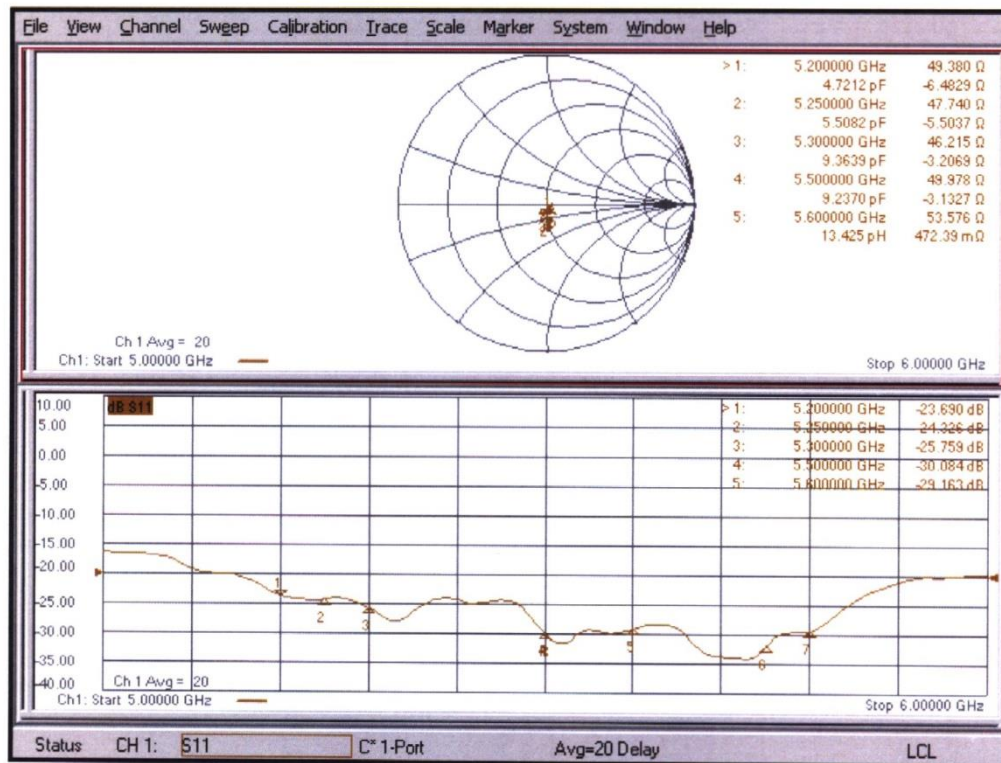 File View Channel Sweep Calibration Trace Scale Marker System Window Help
> 1: 5.200000 GHz 49.380 Ω
4.7212 pF -6.4829 Ω
2: 5.250000 GHz 47.740 Ω
5.5082 pF -5.5037 Ω
3: 5.300000 GHz 46.215 Ω
9.3639 pF -3.2069 Ω
4: 5.500000 GHz 49.978 Ω
9.2370 pF -3.1327 Ω
5: 5.600000 GHz 53.576 Ω
13.425 pH 472.39 mΩ
Ch 1 Avg = 20
Ch1: Start 5.00000 GHz
Stop 6.00000 GHz
dB S11
> 1: 5.200000 GHz -23.690 dB
2: 5.250000 GHz -24.326 dB
3: 5.300000 GHz -25.759 dB
4: 5.500000 GHz -30.084 dB
5: 5.600000 GHz -29.163 dB
10.00
5.00
0.00
-5.00
-10.00
-15.00
-20.00
-25.00
-30.00
-35.00
-40.00
1
2
3
5
6
7
Ch 1 Avg = 20
Ch1: Start 5.00000 GHz
Stop 6.00000 GHz
Status CH 1: S11 C* 1-Port Avg=20 Delay LCL